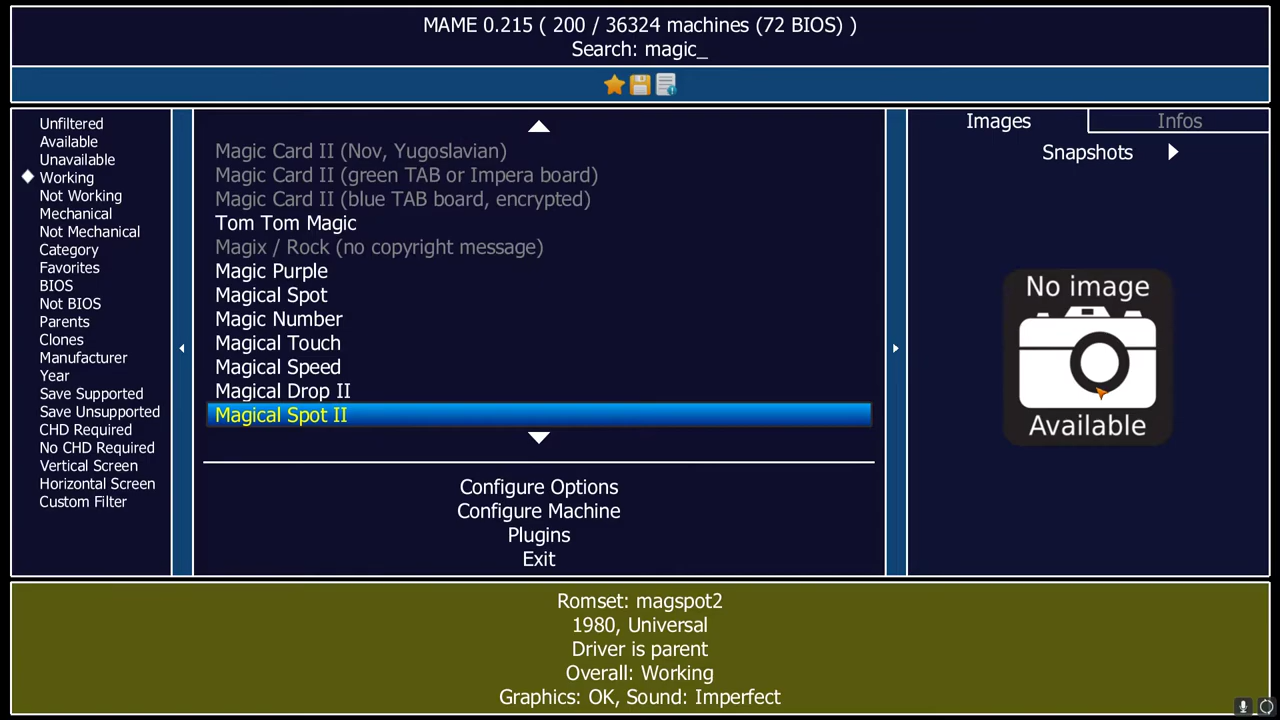 MAME 0.215 ( 200 / 36324 machines (72 BIOS) )
Search: magic_
Unfiltered
Available
Unavailable
Working
Not Working
Mechanical
Not Mechanical
Category
Favorites
BIOS
Not BIOS
Parents
Clones
Manufacturer
Year
Save Supported
Save Unsupported
CHD Required
No CHD Required
Vertical Screen
Horizontal Screen
Custom Filter
Magic Card II (Nov, Yugoslavian)
Magic Card II (green TAB or Impera board)
Magic Card II (blue TAB board, encrypted)
Tom Tom Magic
Magix / Rock (no copyright message)
Magic Purple
Magical Spot
Magic Number
Magical Touch
Magical Speed
Magical Drop II
Magical Spot II
Configure Options
Configure Machine
Plugins
Exit
Images
Infos
Snapshots
No image
Available
Romset: magspot2
1980, Universal
Driver is parent
Overall: Working
Graphics: OK, Sound: Imperfect